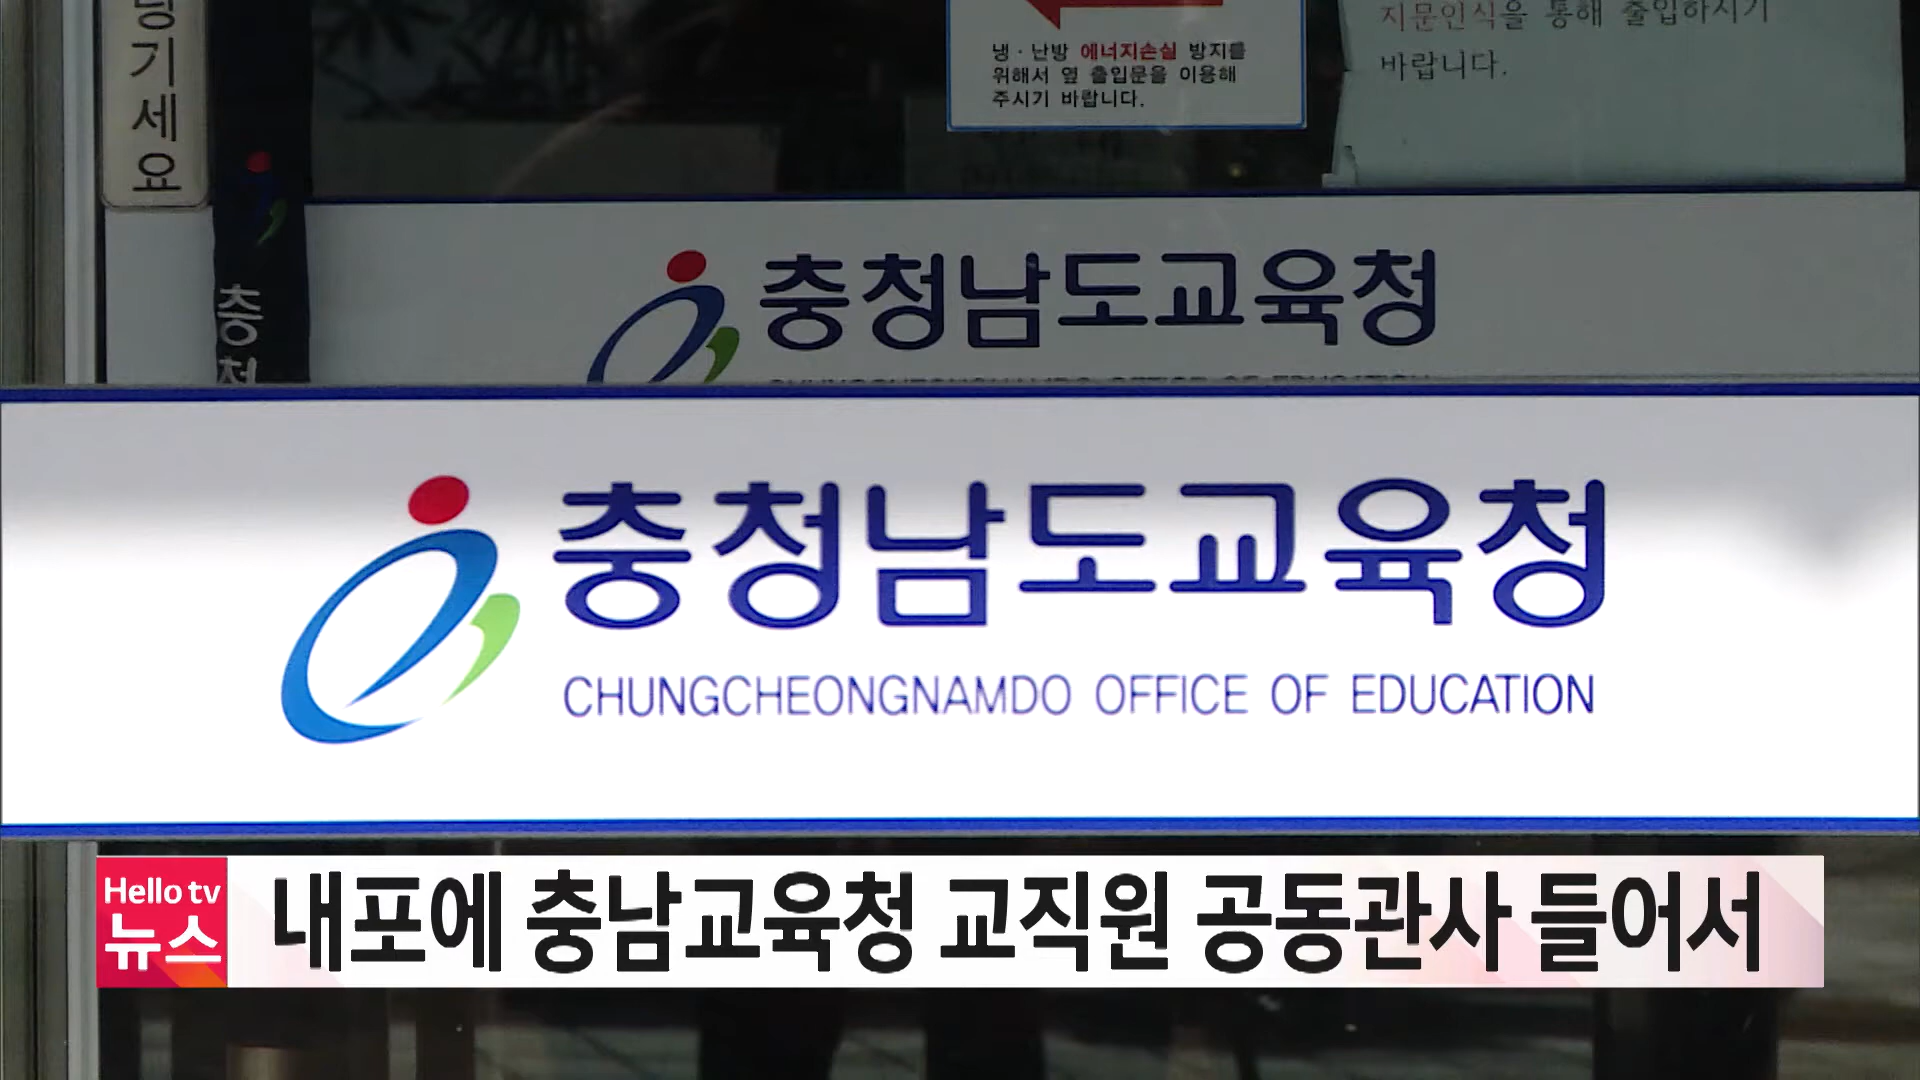 기세요
냉·난방 에너지손실 방지를
위해서 옆 출입문을 이용해
주시기 바랍니다.
지문인식을 통해 출입하시기
바랍니다.
충청
충청남도교육청
충청남도교육청
CHUNGCHEONGNAMDO OFFICE OF EDUCATION
Hello tv
뉴스
내포에 충남교육청 교직원 공동관사 들어서